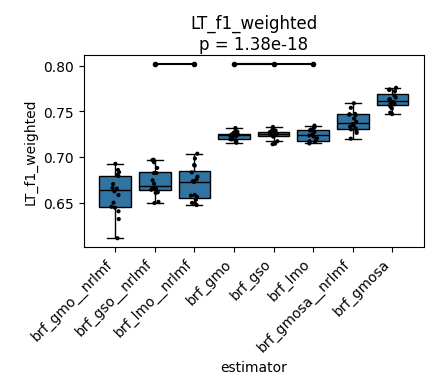 LT_f1_weighted
p = 1.38e-18
0.80
0.75
0.70
0.65
LT_f1_weighted
brf_gmo__nrlmf
brf_gso__nrlmf
brf_lmo__nrlmf
brf_gmo
brf_gso
brf_lmo
brf_gmosa__nrlmf
brf_gmosa
estimator